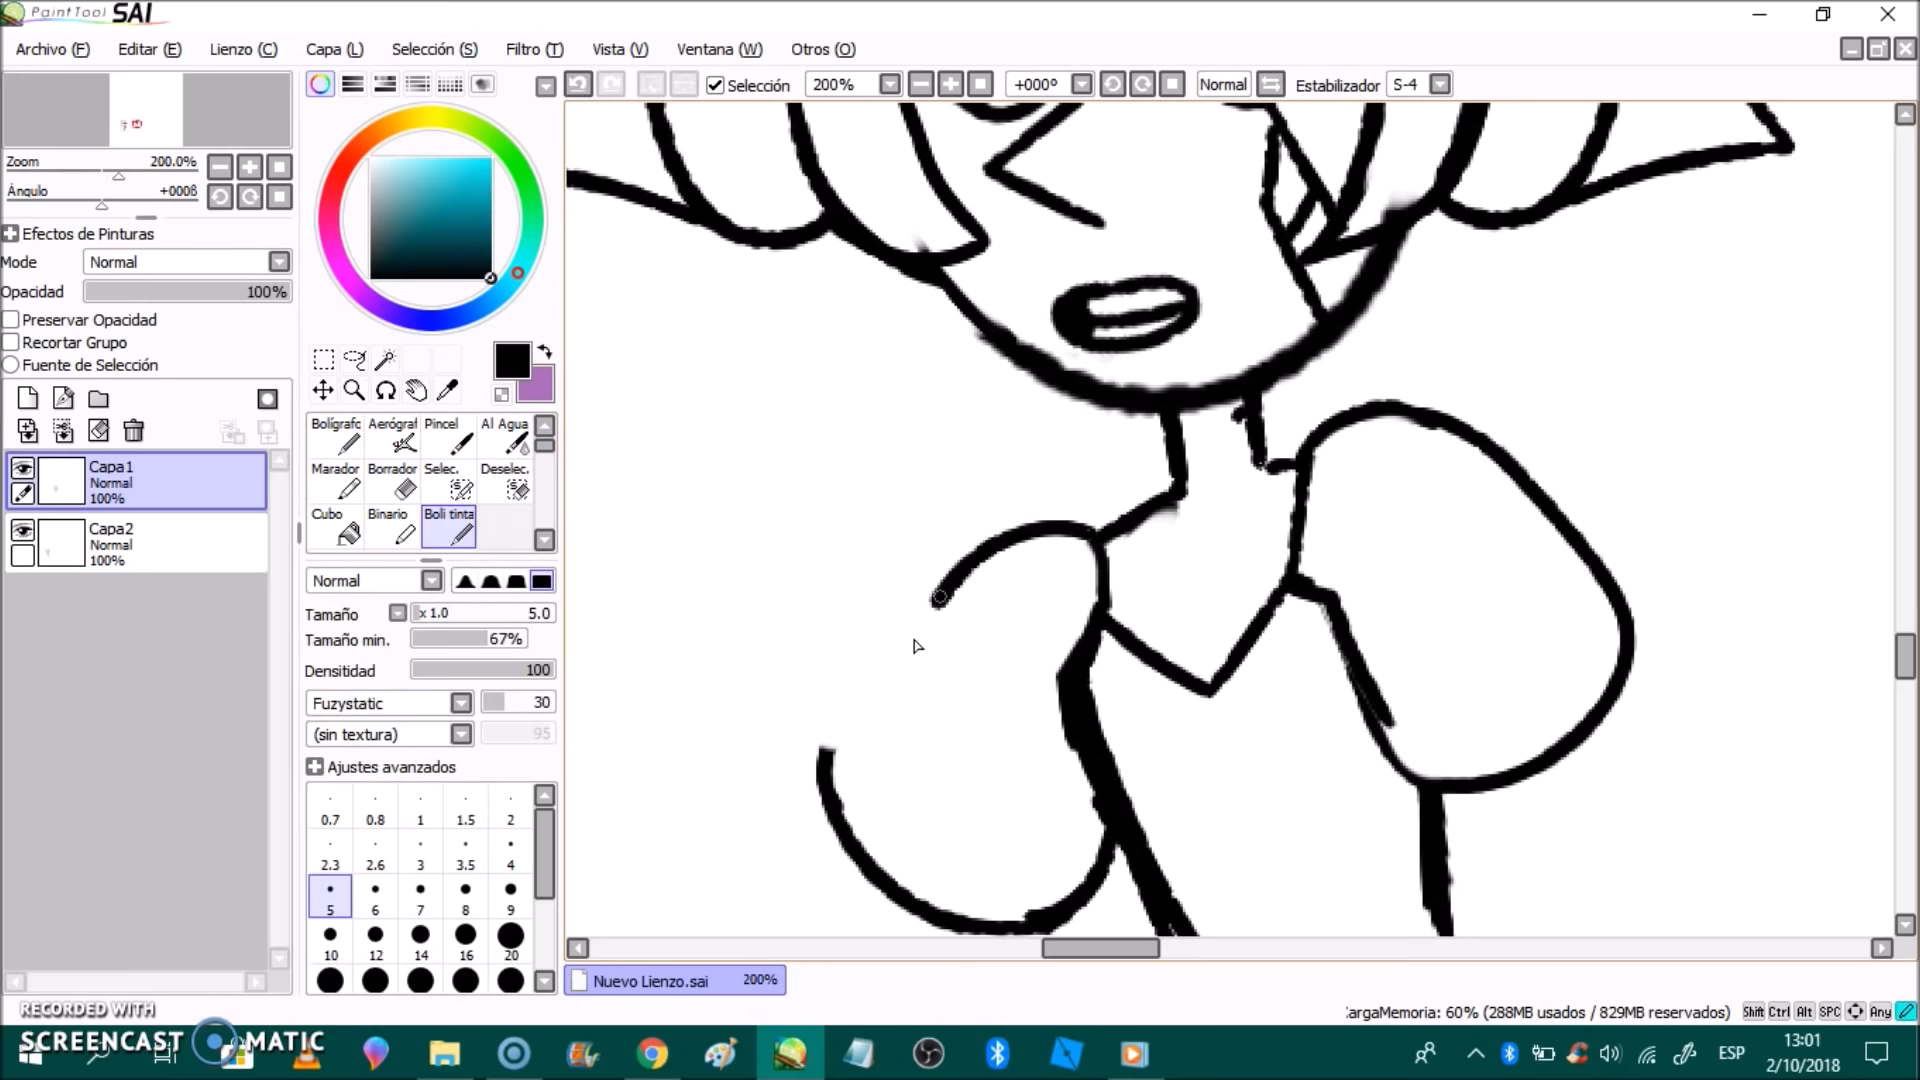 PaintTool SAI
Archivo (F) Editar (E) Lienzo (C) Capa (L) Selección (S) Filtro (T) Vista (V) Ventana (W) Otros (O)
Selección 200% +000º Normal Estabilizador S-4
Zoom 200.0%
Ángulo +000ß
Efectos de Pinturas
Mode Normal
Opacidad 100%
Preservar Opacidad
Recortar Grupo
Fuente de Selección
Capa1
Normal
100%
Capa2
Normal
100%
Bolígrafo Aerógraf Pincel Al Agua
Marador Borrador Selec. Deselec.
Cubo Binario Boli tinta
Normal
Tamaño x 1.0 5.0
Tamaño min. 67%
Densitidad 100
Fuzystatic 30
(sin textura) 95
Ajustes avanzados
0.7 0.8 1 1.5 2
2.3 2.6 3 3.5 4
5 6 7 8 9
10 12 14 16 20
Nuevo Lienzo.sai 200%
CargaMemoria: 60% (288MB usados / 829MB reservados) Shift Ctrl Alt SPC Any
RECORDED WITH
SCREENCAST MATIC
ESP
13:01
2/10/2018